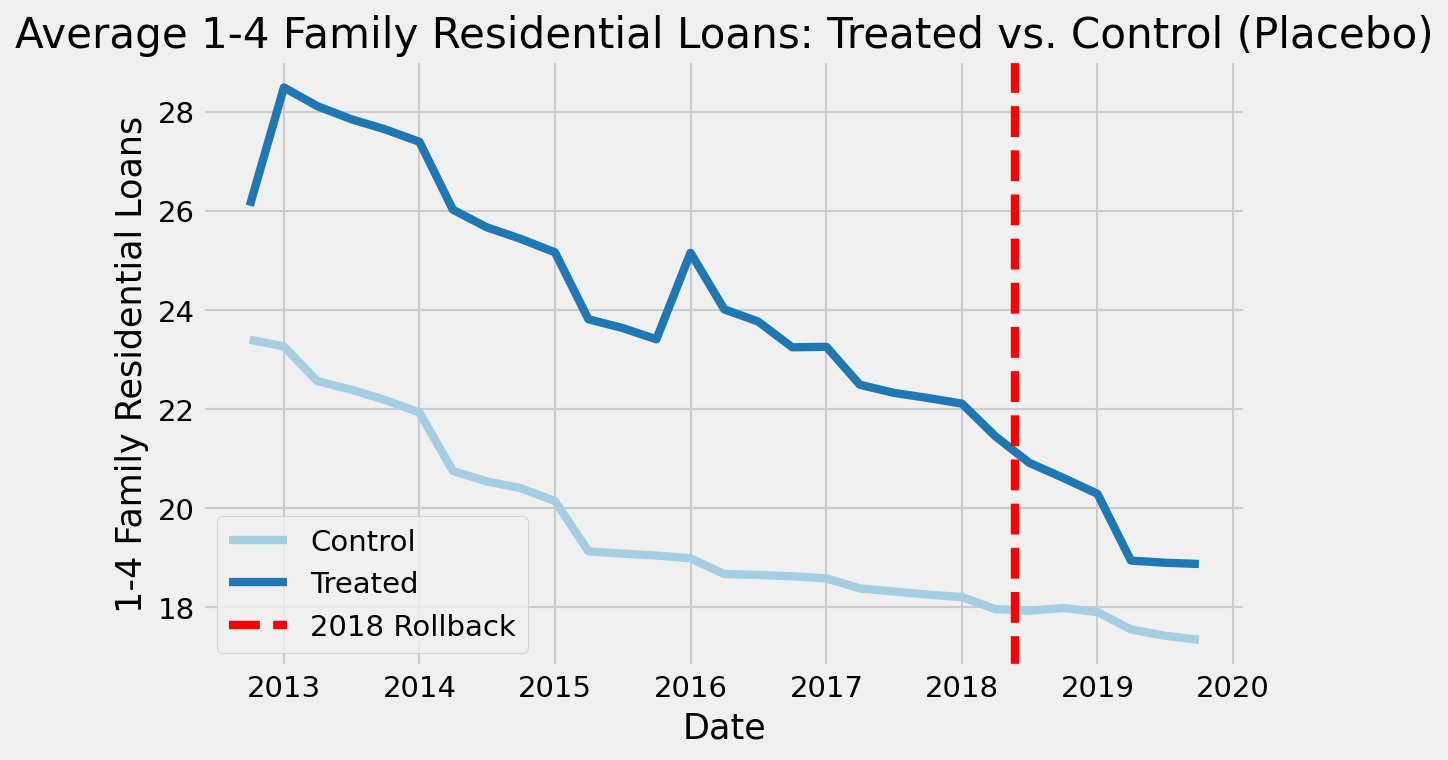 Average 1-4 Family Residential Loans: Treated vs. Control (Placebo)
1-4 Family Residential Loans
28
26
24
22
20
18
Control
Treated
2018 Rollback
2013 2014 2015 2016 2017 2018 2019 2020
Date